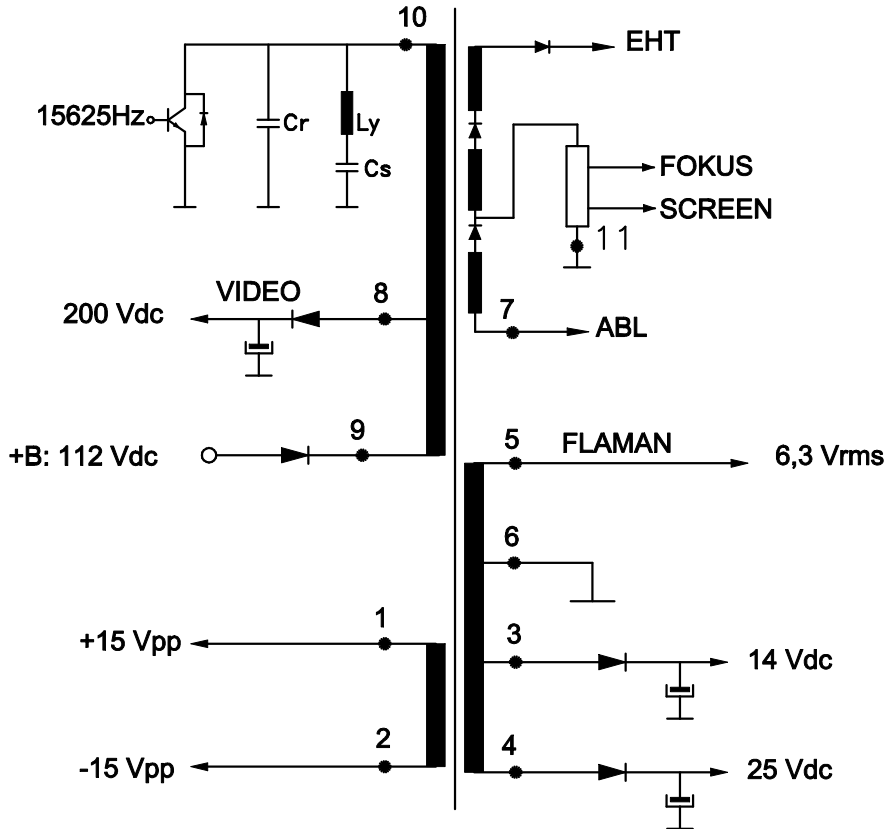 10
EHT
15625Hz
Cr
Ly
Cs
FOKUS
SCREEN
11
VIDEO
8
200 Vdc
7
ABL
9
+B: 112 Vdc
5
FLAMAN
6,3 Vrms
6
1
+15 Vpp
3
14 Vdc
2
-15 Vpp
4
25 Vdc